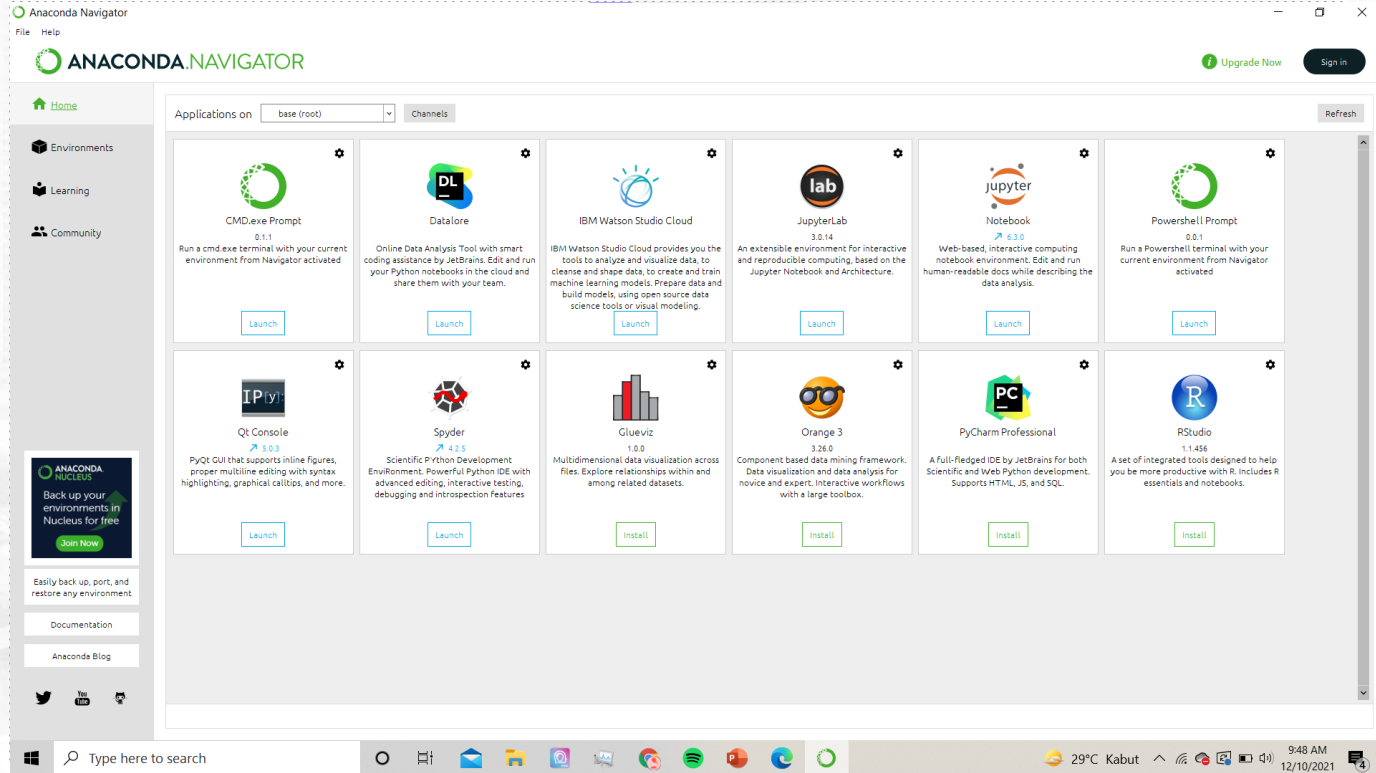 Anaconda Navigator
File Help
ANACONDA.NAVIGATOR
Upgrade Now
Sign in
Home
Environments
Learning
Community
Applications on
base (root)
Channels
Refresh
CMD.exe Prompt
0.1.1
Run a cmd.exe terminal with your current
environment from Navigator activated
Launch
DL
Datalore
Online Data Analysis Tool with smart
coding assistance by JetBrains. Edit and run
your Python notebooks in the cloud and
share them with your team.
Launch
IBM Watson Studio Cloud
IBM Watson Studio Cloud provides you the
tools to analyze and visualize data, to
cleanse and shape data, to create and train
machine learning models. Prepare data and
build models, using open source data
science tools or visual modeling.
Launch
lab
JupyterLab
3.0.14
An extensible environment for interactive
and reproducible computing, based on the
Jupyter Notebook and Architecture.
Launch
jupyter
Notebook
6.3.0
Web-based, interactive computing
notebook environment. Edit and run
human-readable docs while describing the
data analysis.
Launch
Powershell Prompt
0.0.1
Run a Powershell terminal with your
current environment from Navigator
activated
Launch
IP[y]:
Qt Console
5.0.3
PyQt GUI that supports inline figures,
proper multiline editing with syntax
highlighting, graphical calltips, and more.
Launch
Spyder
4.2.5
Scientific PYthon Development
EnviRonment. Powerful Python IDE with
advanced editing, interactive testing,
debugging and introspection features
Launch
Glueviz
1.0.0
Multidimensional data visualization across
files. Explore relationships within and
among related datasets.
Install
Orange 3
3.26.0
Component based data mining framework.
Data visualization and data analysis for
novice and expert. Interactive workflows
with a large toolbox.
Install
PC
PyCharm Professional
A full-fledged IDE by JetBrains for both
Scientific and Web Python development.
Supports HTML, JS, and SQL.
Install
R
RStudio
1.1.456
A set of integrated tools designed to help
you be more productive with R. Includes R
essentials and notebooks.
Install
ANACONDA.
NUCLEUS
Back up your
environments in
Nucleus for free
Join Now
Easily back up, port, and
restore any environment
Documentation
Anaconda Blog
You
Tube
Type here to search
29°C Kabut
9:48 AM
12/10/2021
4